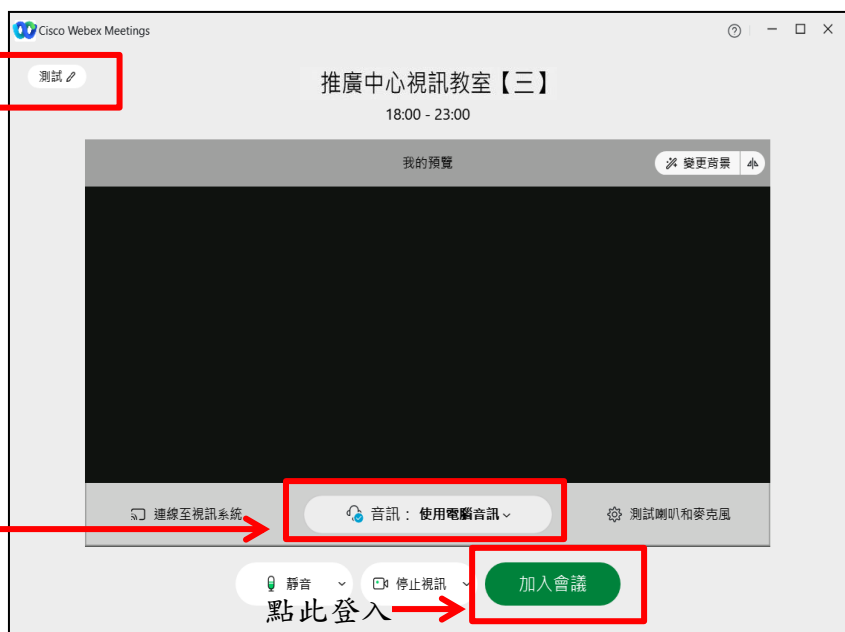 Cisco Webex Meetings
測試
推廣中心視訊教室【三】
18:00 - 23:00
我的預覽
變更背景
連線至視訊系統
音訊： 使用電腦音訊
測試喇叭和麥克風
靜音
停止視訊
加入會議
點此登入